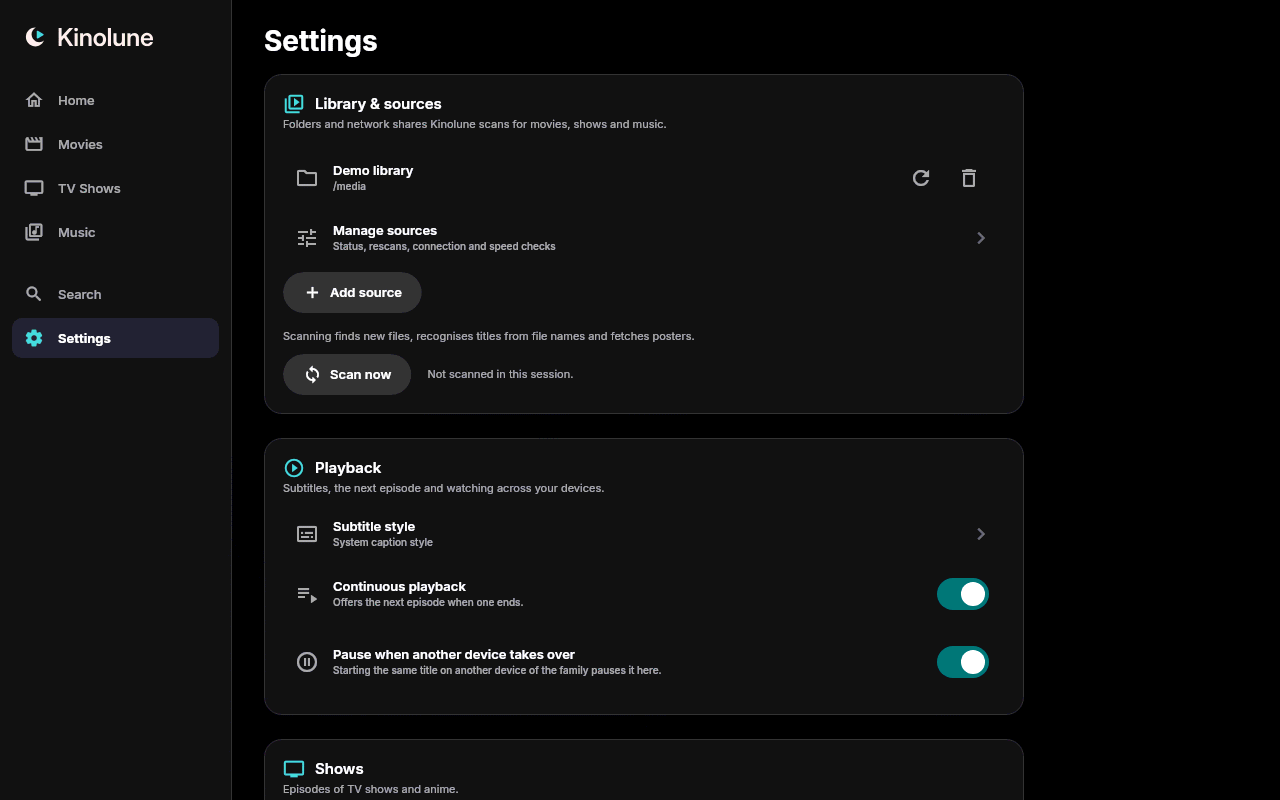 Kinolune
Home
Movies
TV Shows
Music
Search
Settings
Settings
Library & sources
Folders and network shares Kinolune scans for movies, shows and music.
Demo library
/media
Manage sources
Status, rescans, connection and speed checks
Add source
Scanning finds new files, recognises titles from file names and fetches posters.
Scan now
Not scanned in this session.
Playback
Subtitles, the next episode and watching across your devices.
Subtitle style
System caption style
Continuous playback
Offers the next episode when one ends.
Pause when another device takes over
Starting the same title on another device of the family pauses it here.
Shows
Episodes of TV shows and anime.